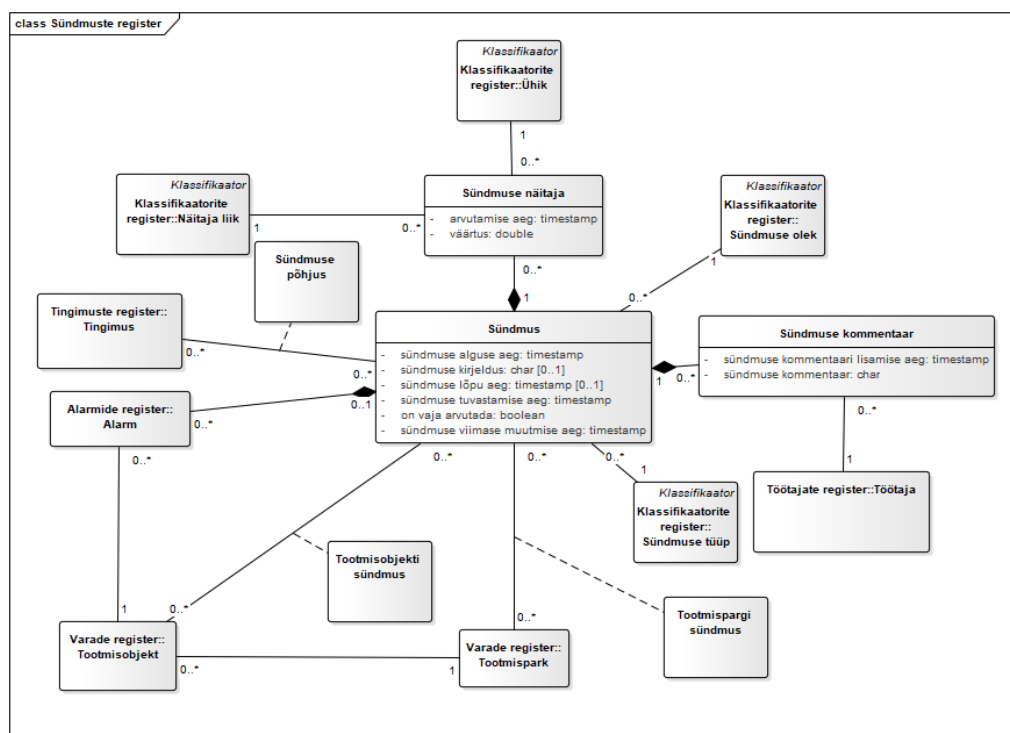 class Sündmuste register
Klassifikaator
Klassifikaatorite
register::Ühik
1
0..*
Klassifikaator
Klassifikaatorite
register::Näitaja liik
1
0..*
Sündmuse näitaja
- arvutamise aeg: timestamp
- väärtus: double
Klassifikaator
Klassifikaatorite
register::
Sündmuse olek
1
0..*
Sündmuse
põhjus
0..*
1
Tingimuste register::
Tingimus
0..*
0..*
Sündmus
- sündmuse alguse aeg: timestamp
- sündmuse kirjeldus: char [0..1]
- sündmuse lõpu aeg: timestamp [0..1]
- sündmuse tuvastamise aeg: timestamp
- on vaja arvutada: boolean
- sündmuse viimase muutmise aeg: timestamp
Sündmuse kommentaar
- sündmuse kommentaari lisamise aeg: timestamp
- sündmuse kommentaar: char
1
0..*
Alarmide register::
Alarm
0..*
0..1
0..*
0..*
0..*
0..*
0..*
1
0..*
1
Klassifikaator
Klassifikaatorite
register::
Sündmuse tüüp
Töötajate register::Töötaja
Tootmisobjekti
sündmus
Tootmispargi
sündmus
1
0..*
0..*
Varade register::
Tootmisobjekt
0..*
1
Varade register::
Tootmispark